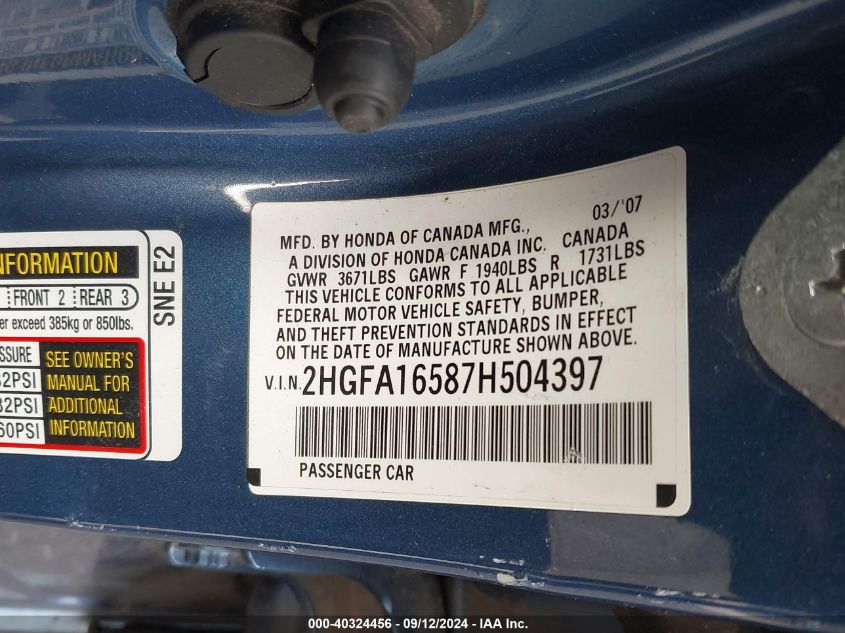 NFORMATION
FRONT 2 REAR 3
er exceed 385kg or 850lbs.
SSURE
32PSI
32PSI
60PSI
SEE OWNER'S
MANUAL FOR
ADDITIONAL
INFORMATION
SNE E2
03/'07
MFD. BY HONDA OF CANADA MFG.,
A DIVISION OF HONDA CANADA INC. CANADA
GVWR 3671LBS GAWR F 1940LBS R 1731LBS
THIS VEHICLE CONFORMS TO ALL APPLICABLE
FEDERAL MOTOR VEHICLE SAFETY, BUMPER,
AND THEFT PREVENTION STANDARDS IN EFFECT
ON THE DATE OF MANUFACTURE SHOWN ABOVE.
V.I.N. 2HGFA16587H504397
PASSENGER CAR
000-40324456 - 09/12/2024 - IAA Inc.